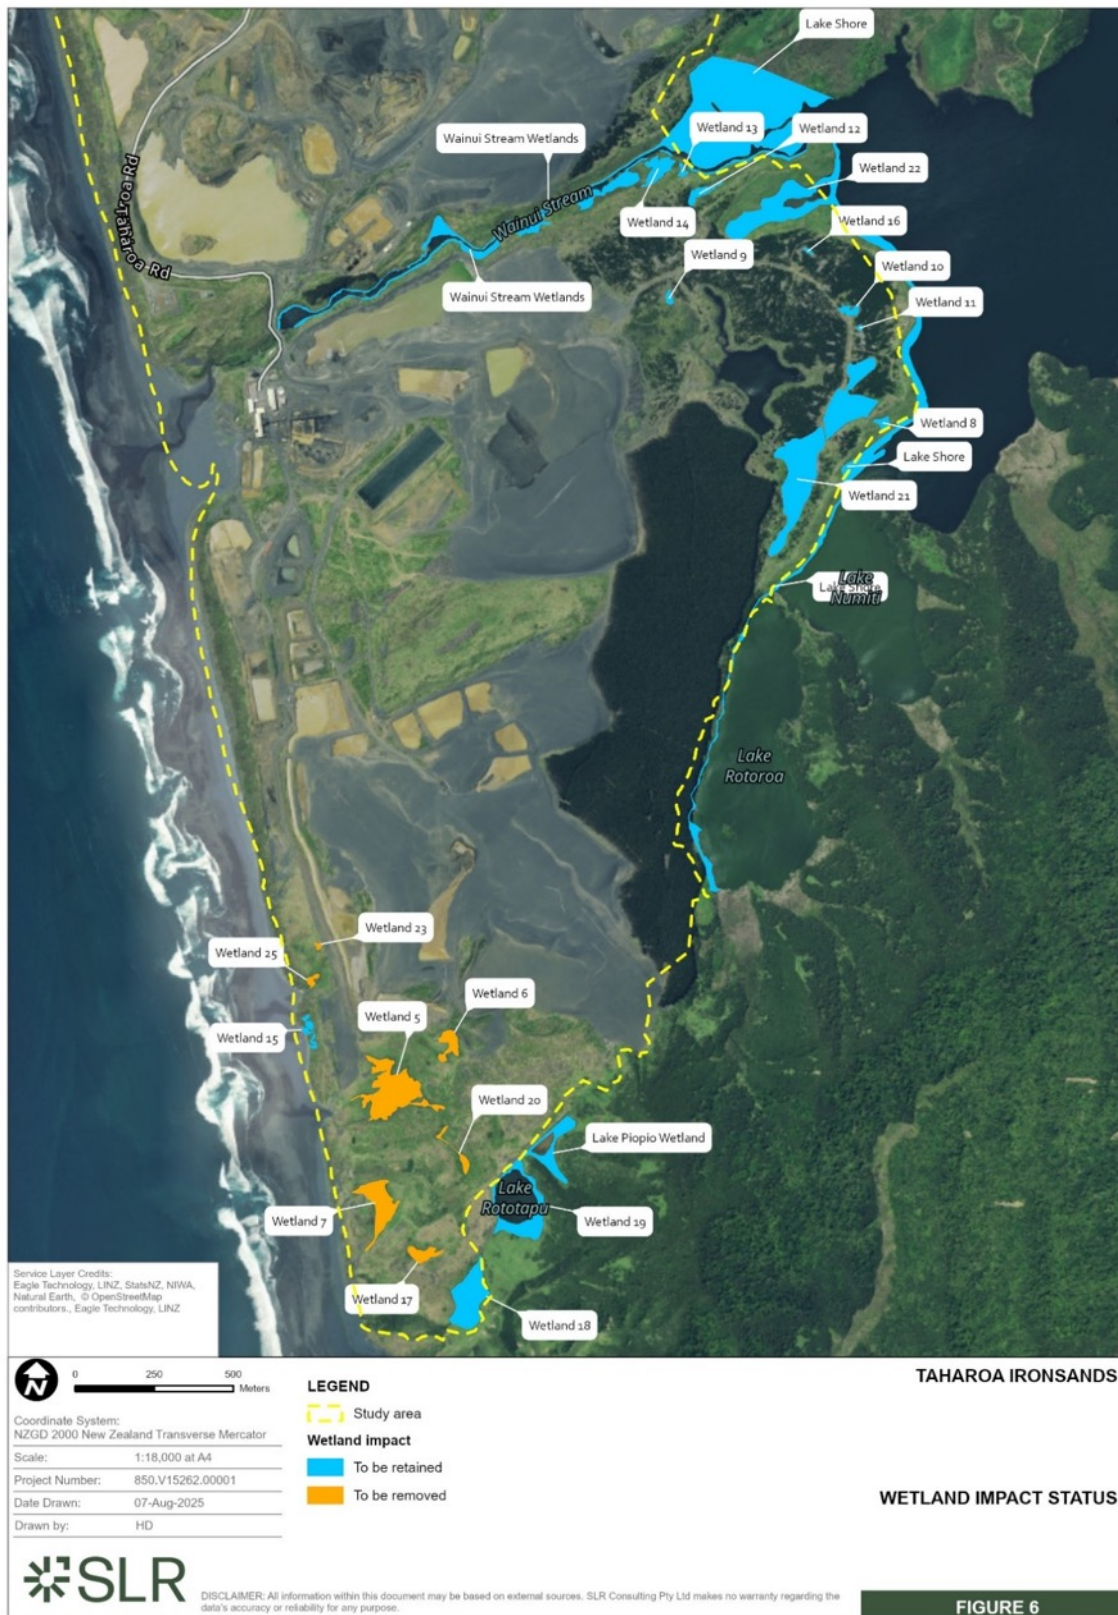 Lake Shore
Wetland 13
Wetland 12
Wainui Stream Wetlands
Wetland 22
Wainui Stream
Wetland 14
Wetland 16
Taharoa Rd
Wetland 9
Wetland 10
Wainui Stream Wetlands
Wetland 11
Wetland 8
Lake Shore
Wetland 21
Lake Shore
Lake
Numiti
Lake
Rotoroa
Wetland 23
Wetland 25
Wetland 6
Wetland 5
Wetland 15
Wetland 20
Lake Piopio Wetland
Lake
Rototapu
Wetland 7
Wetland 19
Wetland 17
Wetland 18
Service Layer Credits:
Eagle Technology, LINZ, StatsNZ, NIWA,
Natural Earth, © OpenStreetMap
contributors., Eagle Technology, LINZ
N
0 250 500
Meters
Coordinate System:
NZGD 2000 New Zealand Transverse Mercator
Scale: 1:18,000 at A4
Project Number: 850.V15262.00001
Date Drawn: 07-Aug-2025
Drawn by: HD
LEGEND
Study area
Wetland impact
To be retained
To be removed
TAHAROA IRONSANDS
WETLAND IMPACT STATUS
SLR
DISCLAIMER: All information within this document may be based on external sources. SLR Consulting Pty Ltd makes no warranty regarding the
data's accuracy or reliability for any purpose.
FIGURE 6